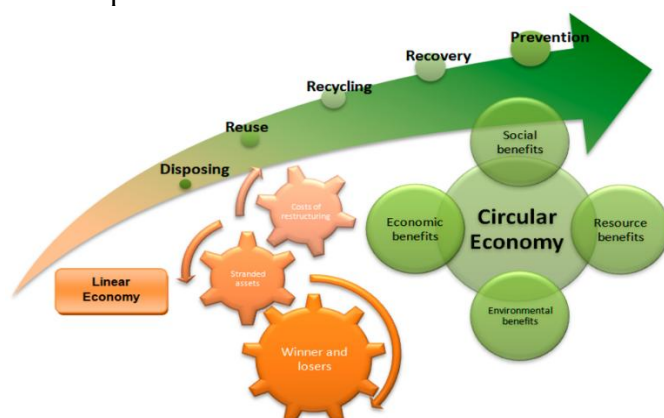 Prevention
Recovery
Recycling
Reuse
Disposing
Social
benefits
Costs of
restructuring
Economic
benefits
Circular
Economy
Resource
benefits
Linear
Economy
Stranded
assets
Environmental
benefits
Winner and
losers